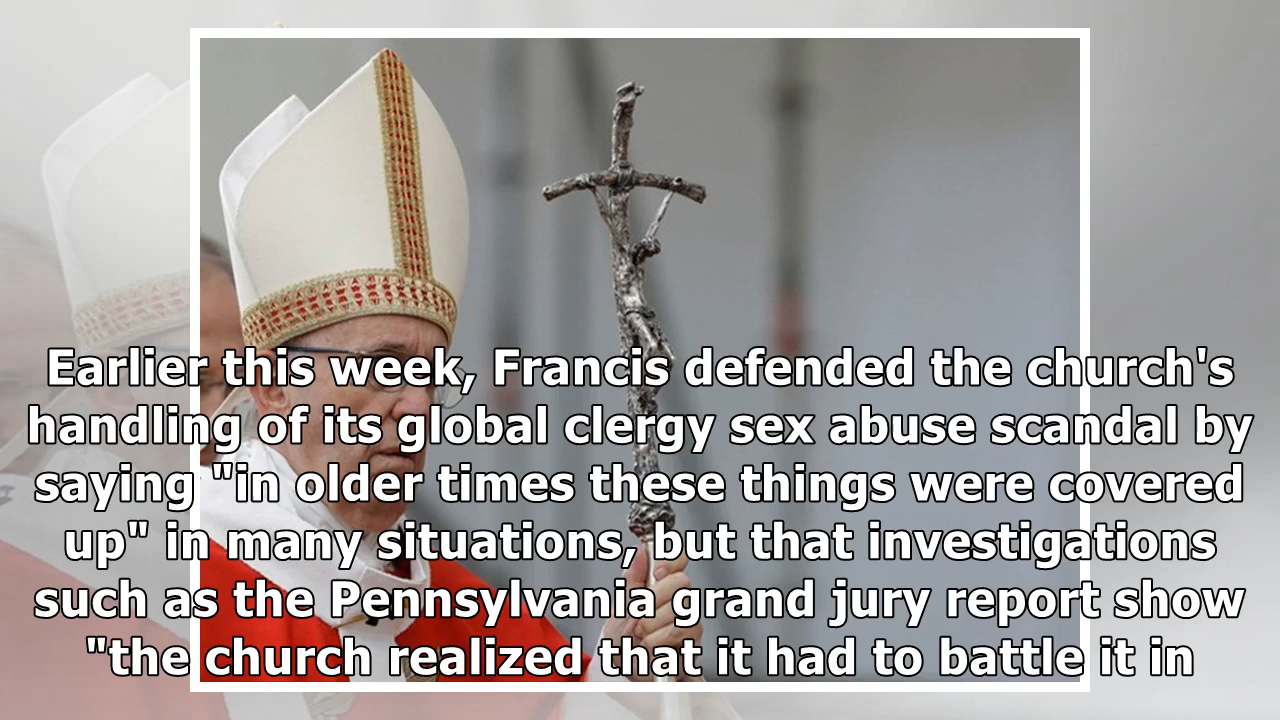 Earlier this week, Francis defended the church's
handling of its global clergy sex abuse scandal by
saying "in older times these things were covered
up" in many situations, but that investigations
such as the Pennsylvania grand jury report show
"the church realized that it had to battle it in